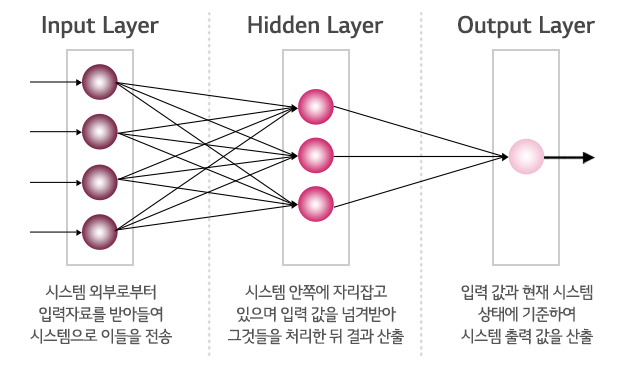 Input Layer
Hidden Layer
Output Layer
시스템 외부로부터
입력자료를 받아들여
시스템으로 이들을 전송
시스템 안쪽에 자리잡고
있으며 입력 값을 넘겨받아
그것들을 처리한 뒤 결과 산출
입력 값과 현재 시스템
상태에 기준하여
시스템 출력 값을 산출